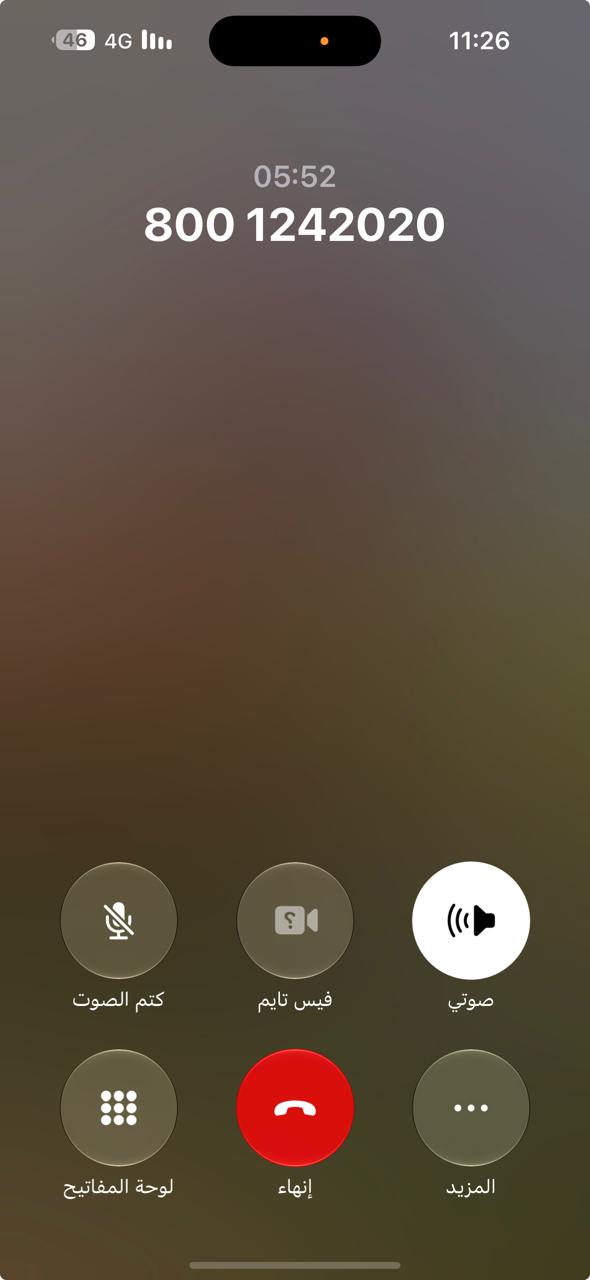 11:26
4G
46
05:52
800 1242020
صوتي
فيس تايم
كتم الصوت
المزيد
إنهاء
لوحة المفاتيح